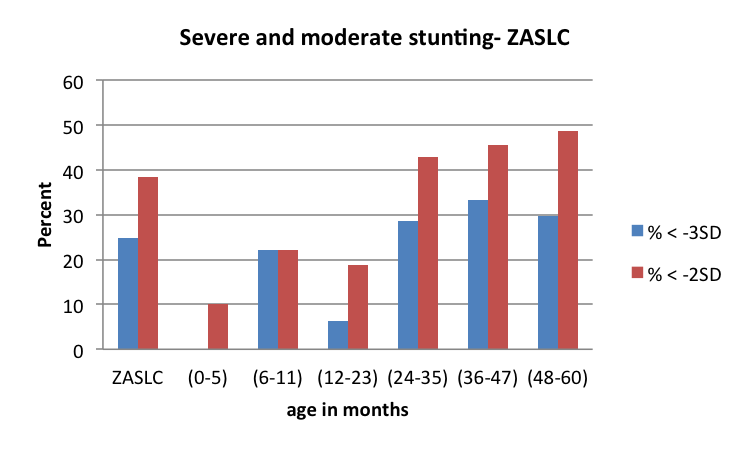 Severe and moderate stunting- ZASLC
60
50
40
30
20
10
0
Percent
ZASLC (0-5) (6-11) (12-23) (24-35) (36-47) (48-60)
age in months
% < -3SD
% < -2SD